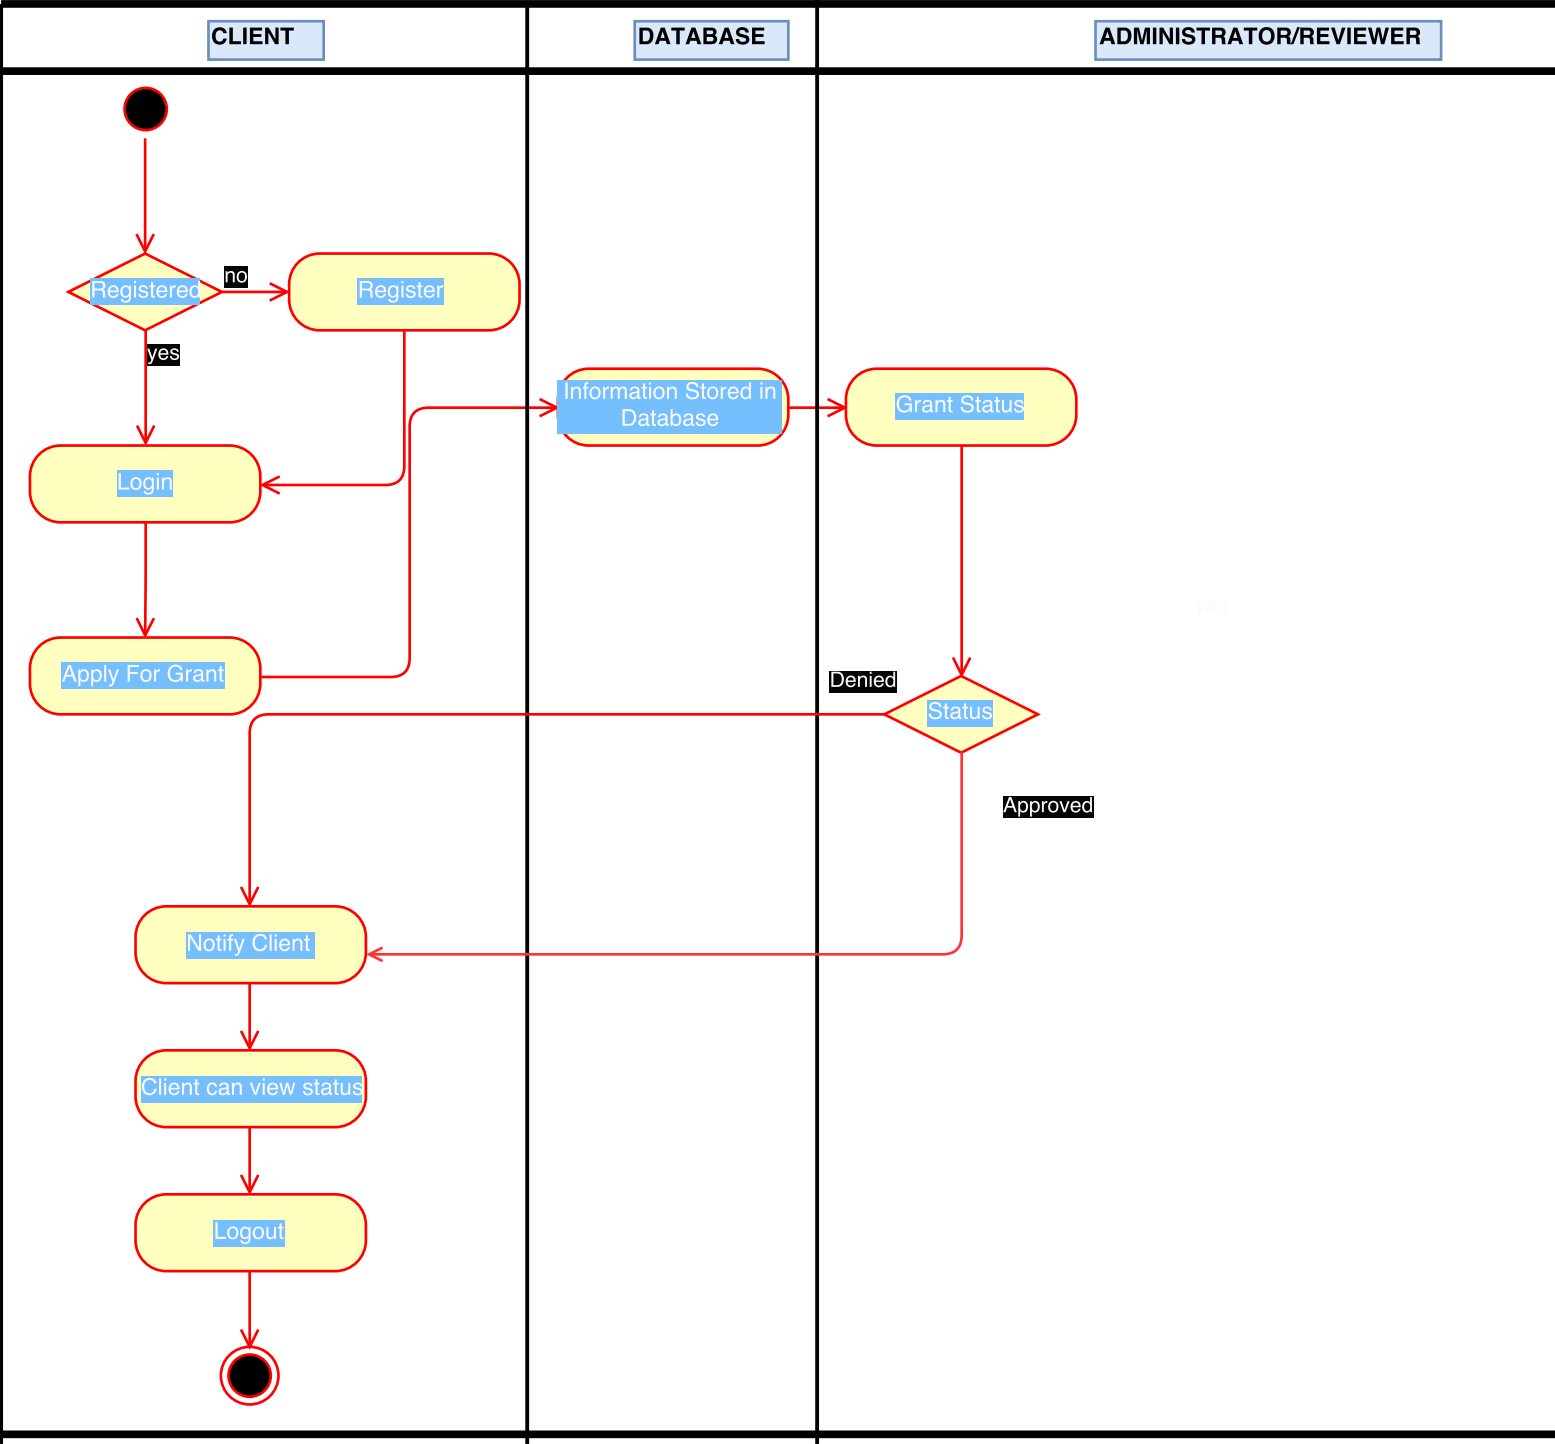 CLIENT
DATABASE
ADMINISTRATOR/REVIEWER
Registered
no
Register
yes
Information Stored in
Database
Grant Status
Login
yes
Apply For Grant
Denied
Status
Approved
Notify Client
Client can view status
Logout